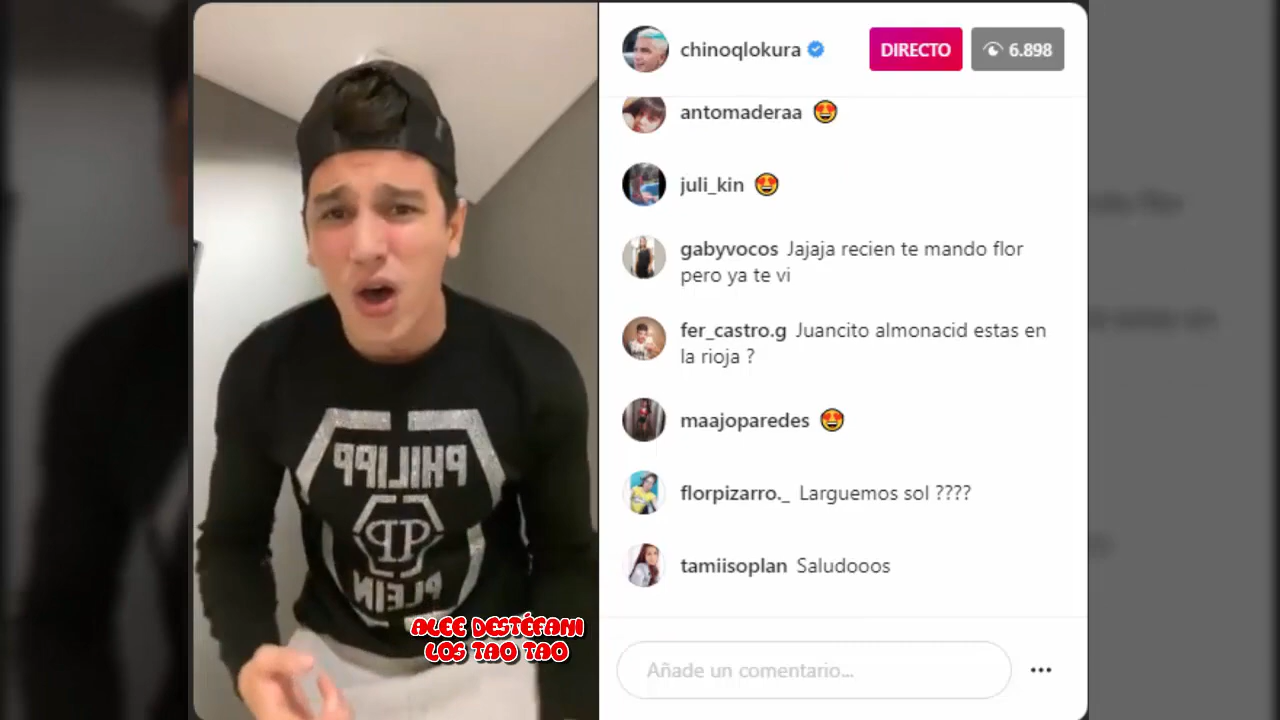 PHILIPP
PLEIN
ALEE DESTÉFANI
LOS TAO TAO
chinoqlokura
DIRECTO
6.898
antomaderaa
juli_kin
gabyvocos Jajaja recien te mando flor
pero ya te vi
fer_castro.g Juancito almonacid estas en
la rioja ?
maajoparedes
florpizarro._ Larguemos sol ????
tamiisoplan Saludooos
Añade un comentario...